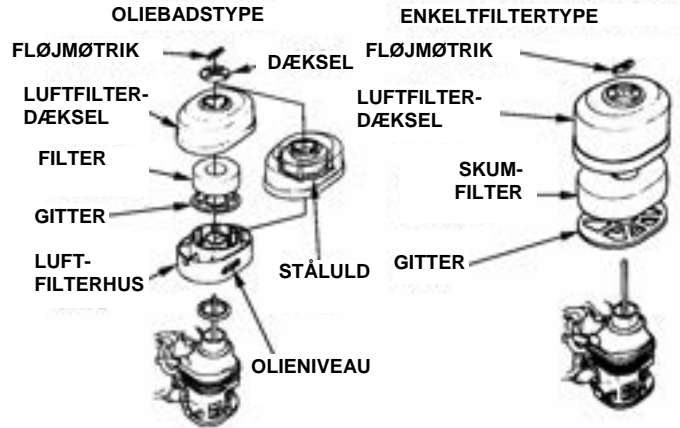 OLIEBADSTYPE
FLØJMØTRIK
DÆKSEL
LUFTFILTER-
DÆKSEL
FILTER
GITTER
LUFT-
FILTERHUS
STÅLULD
OLIENIVEAU
ENKELTFILTERTYPE
FLØJMØTRIK
LUFTFILTER-
DÆKSEL
SKUM-
FILTER
GITTER